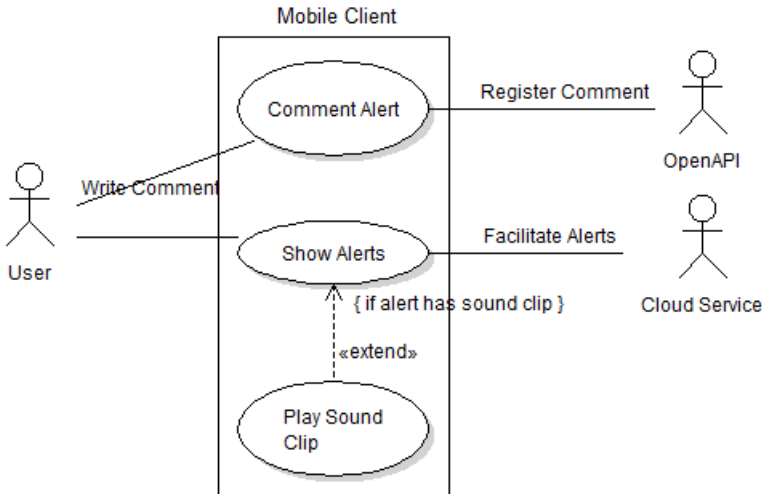 Mobile Client
Comment Alert
Register Comment
OpenAPI
Write Comment
User
Show Alerts
Facilitate Alerts
Cloud Service
{ if alert has sound clip }
«extend»
Play Sound
Clip